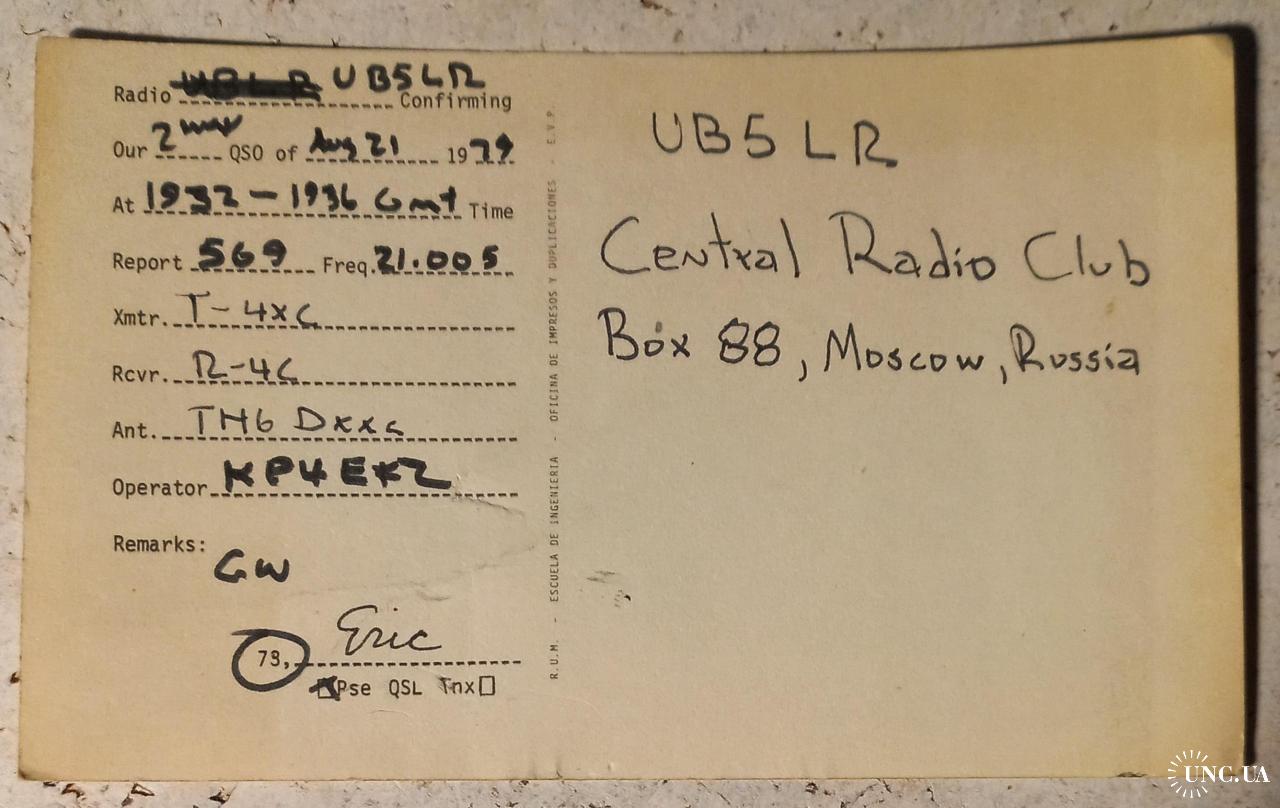 Radio UB5LR Confirming
Our 2 way QSO of Aug 21 1979
At 1932 - 1936 Gmt Time
Report 569 Freq. 21.005
Xmtr. T-4xc
Rcvr. R-4c
Ant. TH6 Dxxc
Operator KP4EKZ
Remarks:
CW
73, Eric
Pse QSL Tnx
R.U.M. - ESCUELA DE INGENIERIA - OFICINA DE IMPRESOS Y DUPLICACIONES - E.V.P.
UB5LR
Central Radio Club
Box 88, Moscow, Russia
UNC.UA